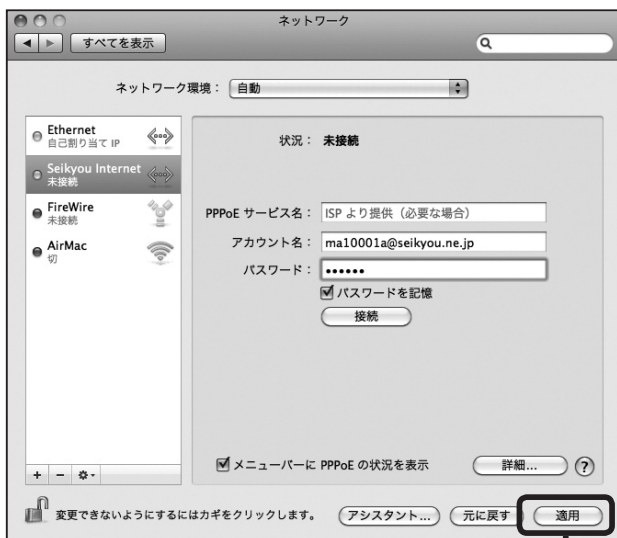 ネットワーク
すべてを表示
ネットワーク環境： 自動
Ethernet
自己割り当て IP
Seikyou Internet
未接続
FireWire
未接続
AirMac
切
状況： 未接続
PPPoE サービス名： ISP より提供（必要な場合）
アカウント名： ma10001a@seikyou.ne.jp
パスワード： ••••••
パスワードを記憶
接続
メニューバーに PPPoE の状況を表示
詳細... ?
変更できないようにするにはカギをクリックします。
アシスタント... 元に戻す 適用